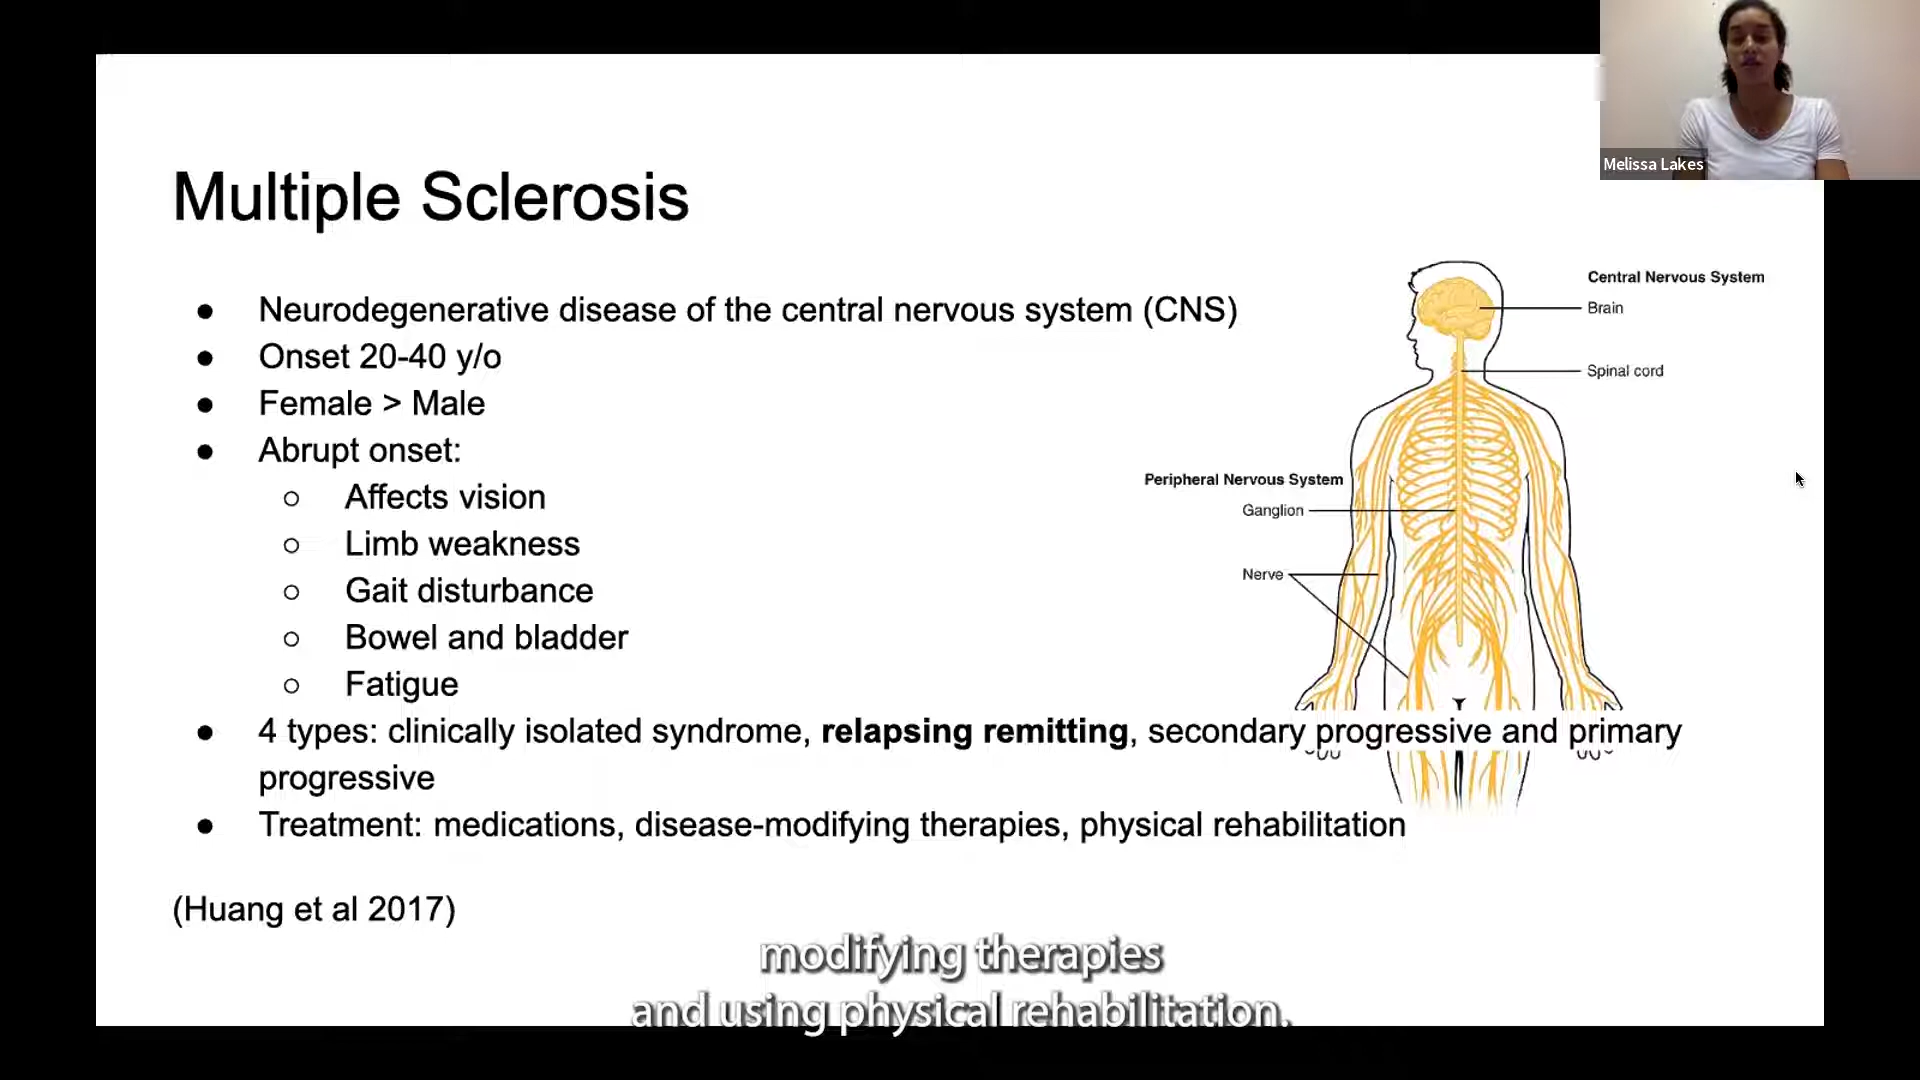 Melissa Lakes
Multiple Sclerosis
● Neurodegenerative disease of the central nervous system (CNS)
● Onset 20-40 y/o
● Female > Male
● Abrupt onset:
○ Affects vision
○ Limb weakness
○ Gait disturbance
○ Bowel and bladder
○ Fatigue
● 4 types: clinically isolated syndrome, relapsing remitting, secondary progressive and primary
progressive
● Treatment: medications, disease-modifying therapies, physical rehabilitation
(Huang et al 2017)
Central Nervous System
Brain
Spinal cord
Peripheral Nervous System
Ganglion
Nerve
modifying therapies
and using physical rehabilitation.